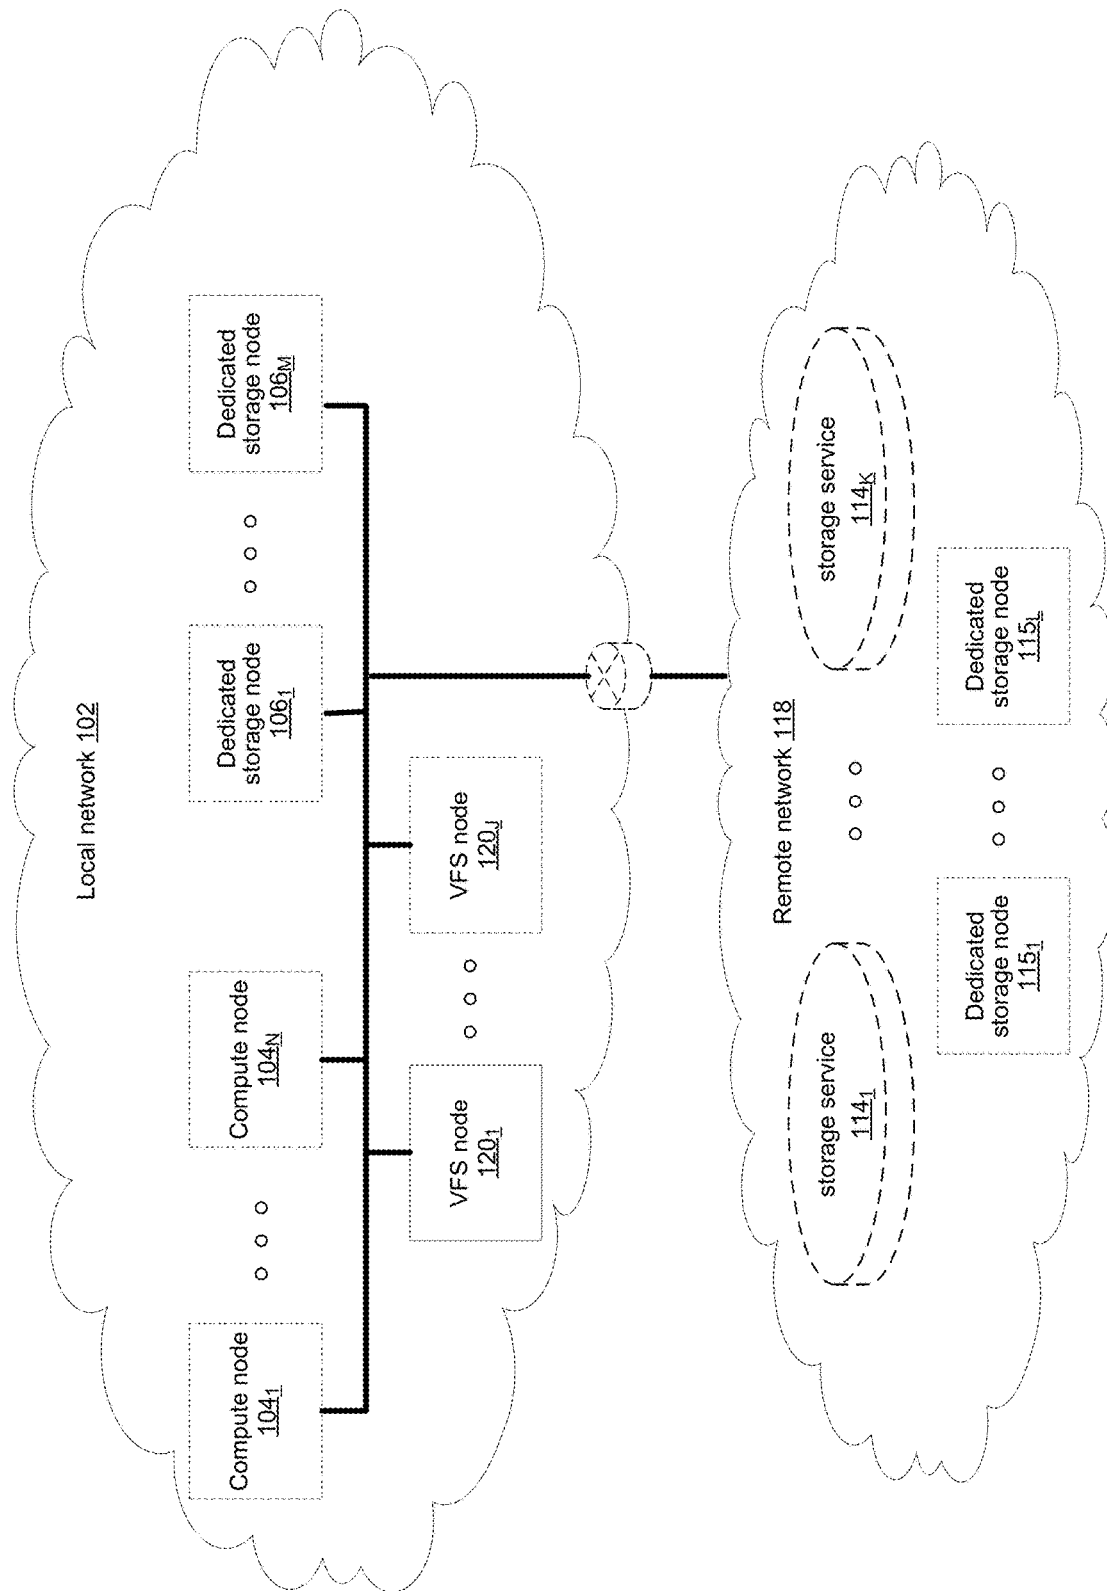 Local network 102
Compute node
104₁
Compute node
104N
Dedicated
storage node
106₁
Dedicated
storage node
106M
VFS node
120₁
VFS node
120J
Remote network 118
storage service
114₁
storage service
114K
Dedicated
storage node
115₁
Dedicated
storage node
115L